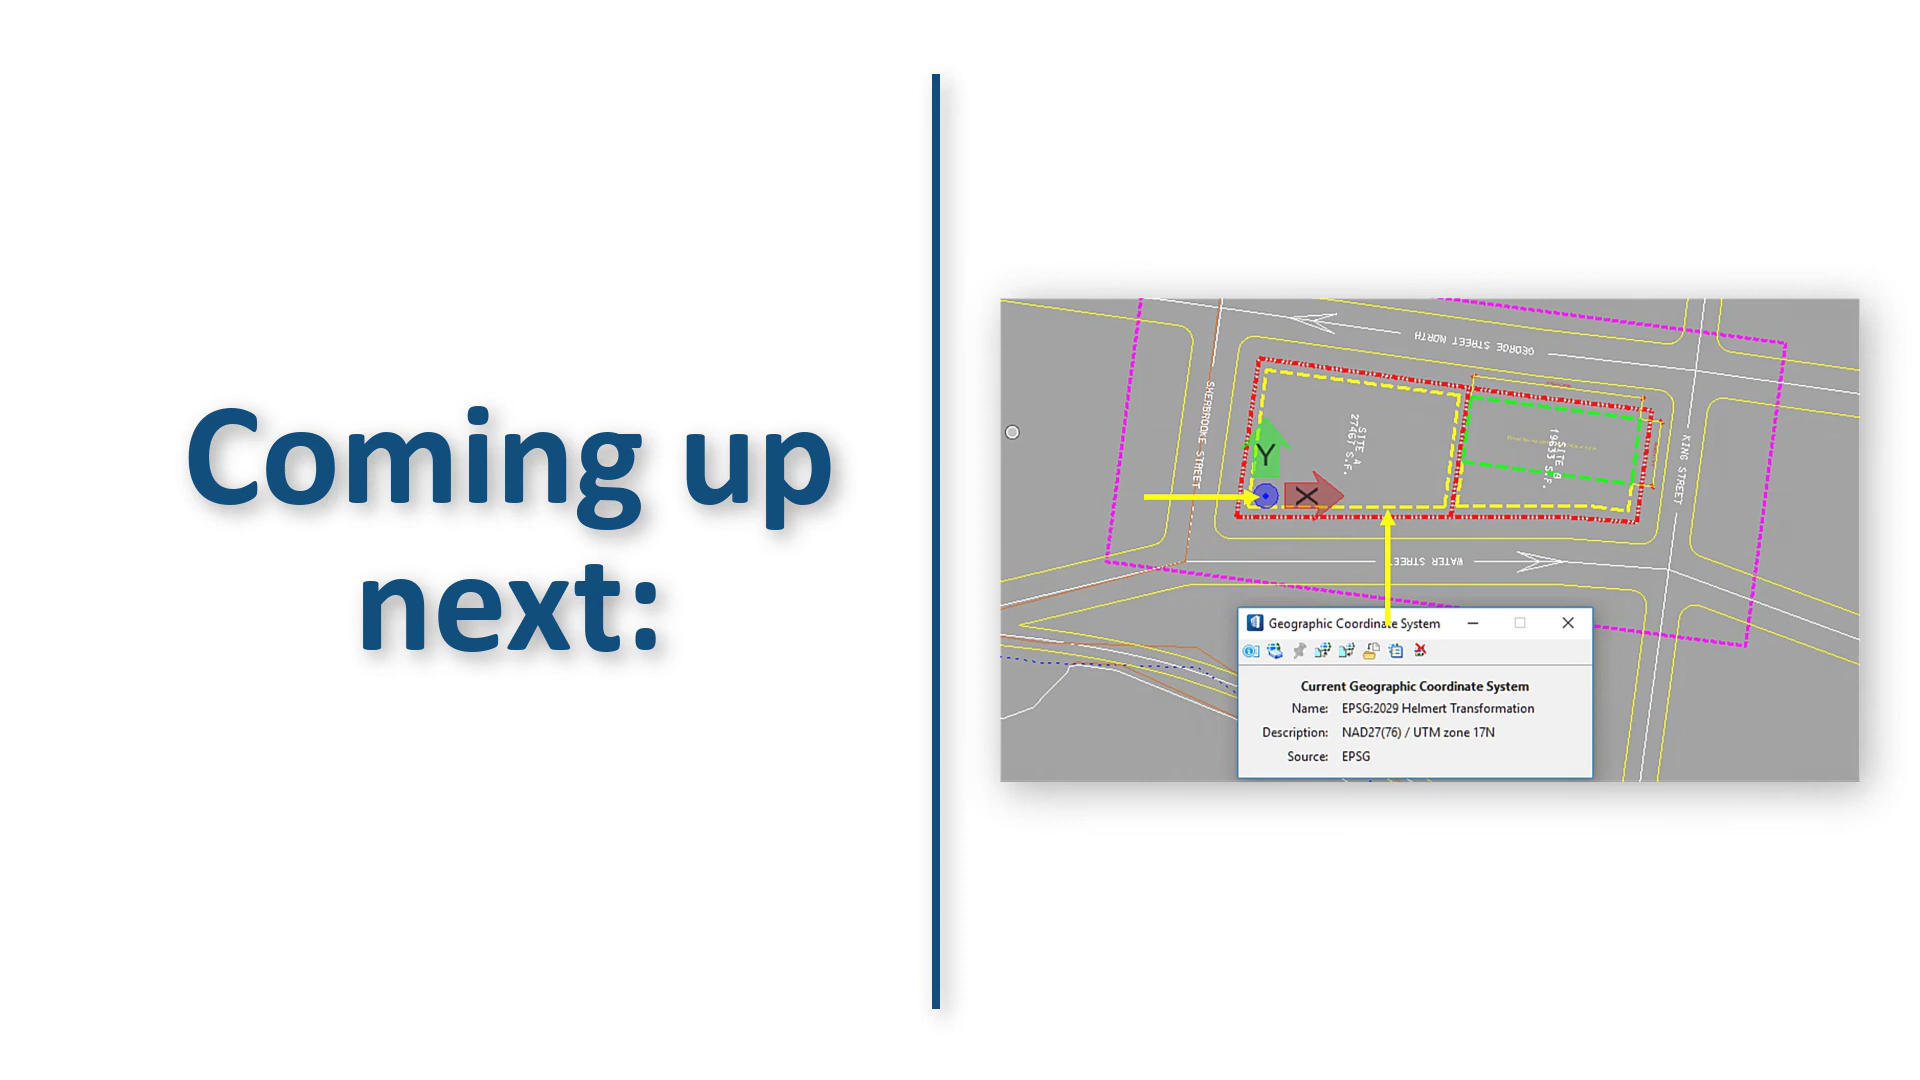 Coming up
next:
GEORGE STREET NORTH
SHERBROOKE STREET
SITE A
27467 S.F.
SITE B
19633 S.F.
KING STREET
Y
X
WATER STREET
Geographic Coordinate System
Current Geographic Coordinate System
Name: EPSG:2029 Helmert Transformation
Description: NAD27(76) / UTM zone 17N
Source: EPSG